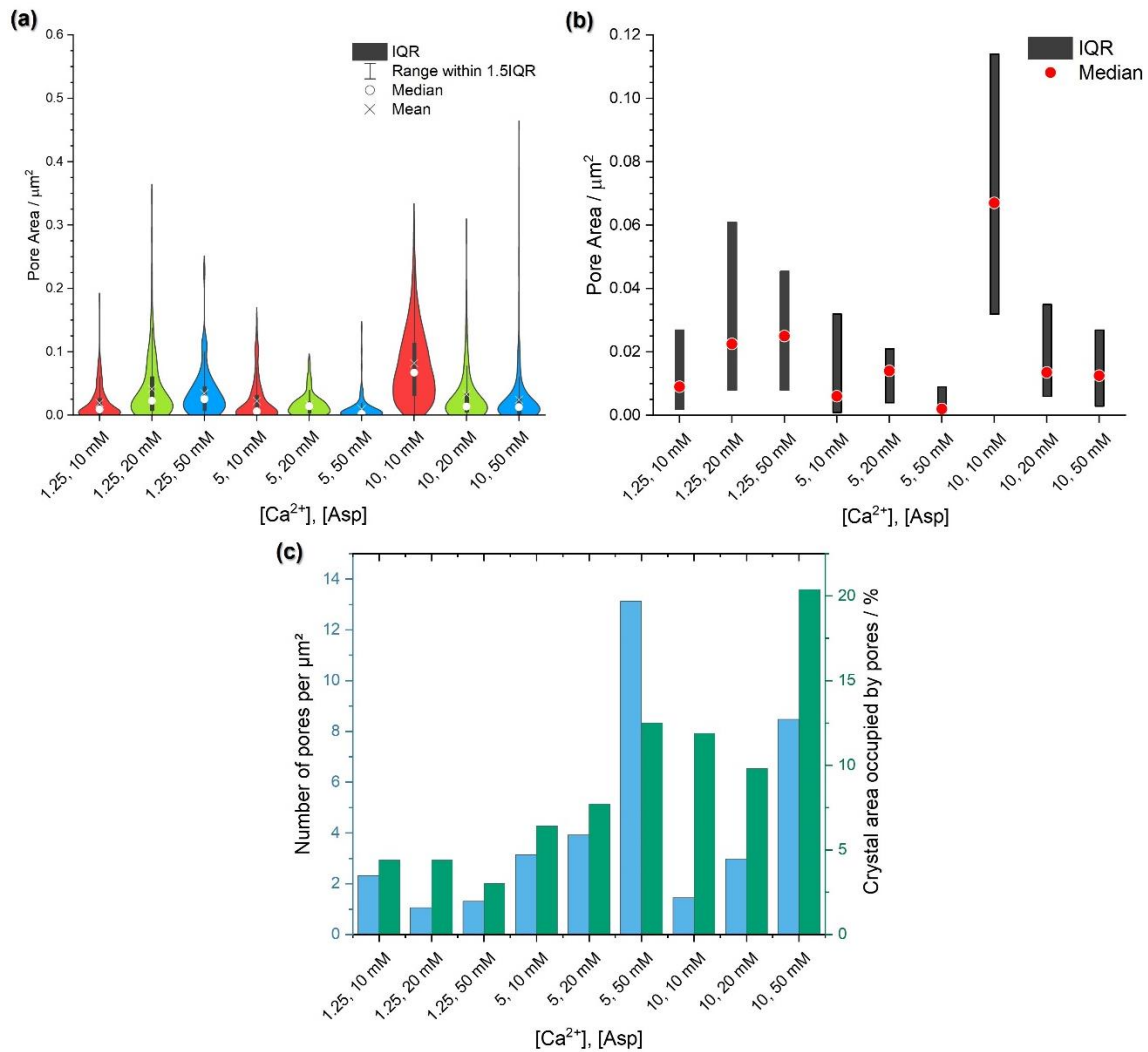 (a)
0.6
0.5
0.4
0.3
0.2
0.1
0.0
Pore Area / μm²
IQR
Range within 1.5IQR
Median
Mean
1.25, 10 mM
1.25, 20 mM
1.25, 50 mM
5, 10 mM
5, 20 mM
5, 50 mM
10, 10 mM
10, 20 mM
10, 50 mM
[Ca²⁺], [Asp]
(b)
0.12
0.10
0.08
0.06
0.04
0.02
0.00
Pore Area / μm²
IQR
Median
1.25, 10 mM
1.25, 20 mM
1.25, 50 mM
5, 10 mM
5, 20 mM
5, 50 mM
10, 10 mM
10, 20 mM
10, 50 mM
[Ca²⁺], [Asp]
(c)
14
12
10
8
6
4
2
0
Number of pores per μm²
20
15
10
5
0
Crystal area occupied by pores / %
1.25, 10 mM
1.25, 20 mM
1.25, 50 mM
5, 10 mM
5, 20 mM
5, 50 mM
10, 10 mM
10, 20 mM
10, 50 mM
[Ca²⁺], [Asp]